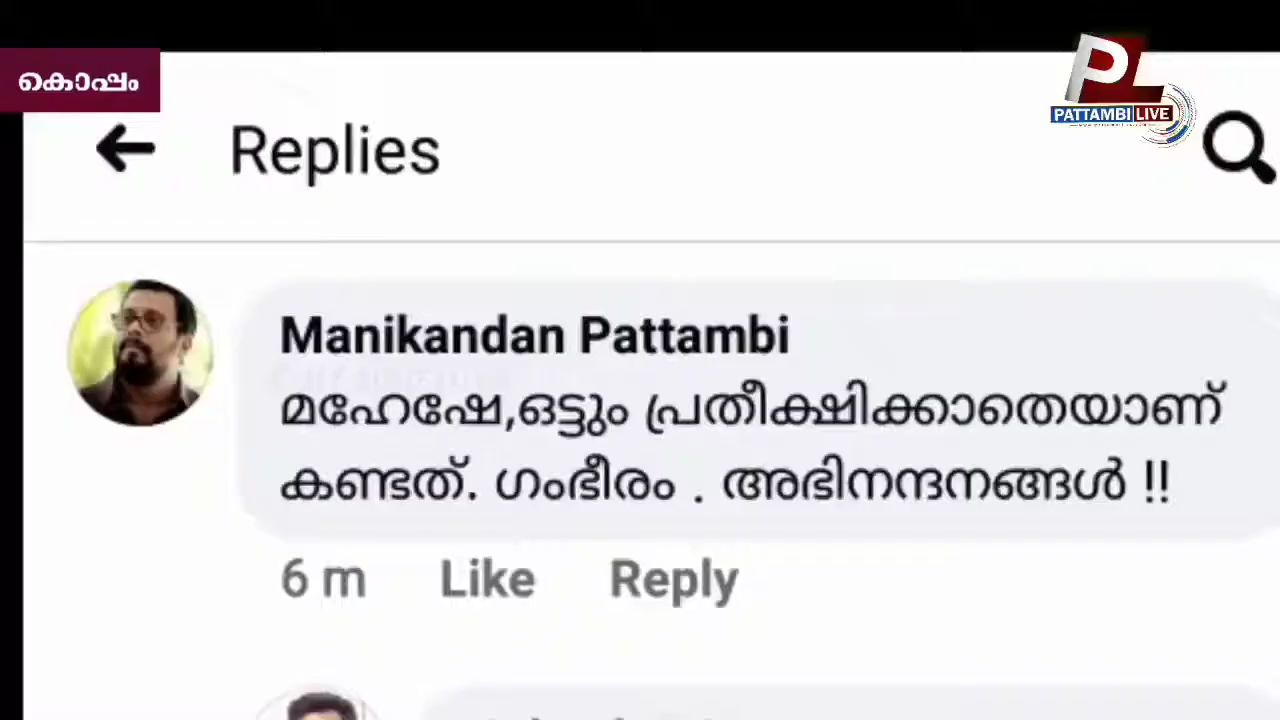 കൊപ്പം
PL
PATTAMBI LIVE
Replies
Manikandan Pattambi
മഹേഷേ,ഒട്ടും പ്രതീക്ഷിക്കാതെയാണ്
കണ്ടത്. ഗംഭീരം . അഭിനന്ദനങ്ങൾ !!
6 m Like Reply